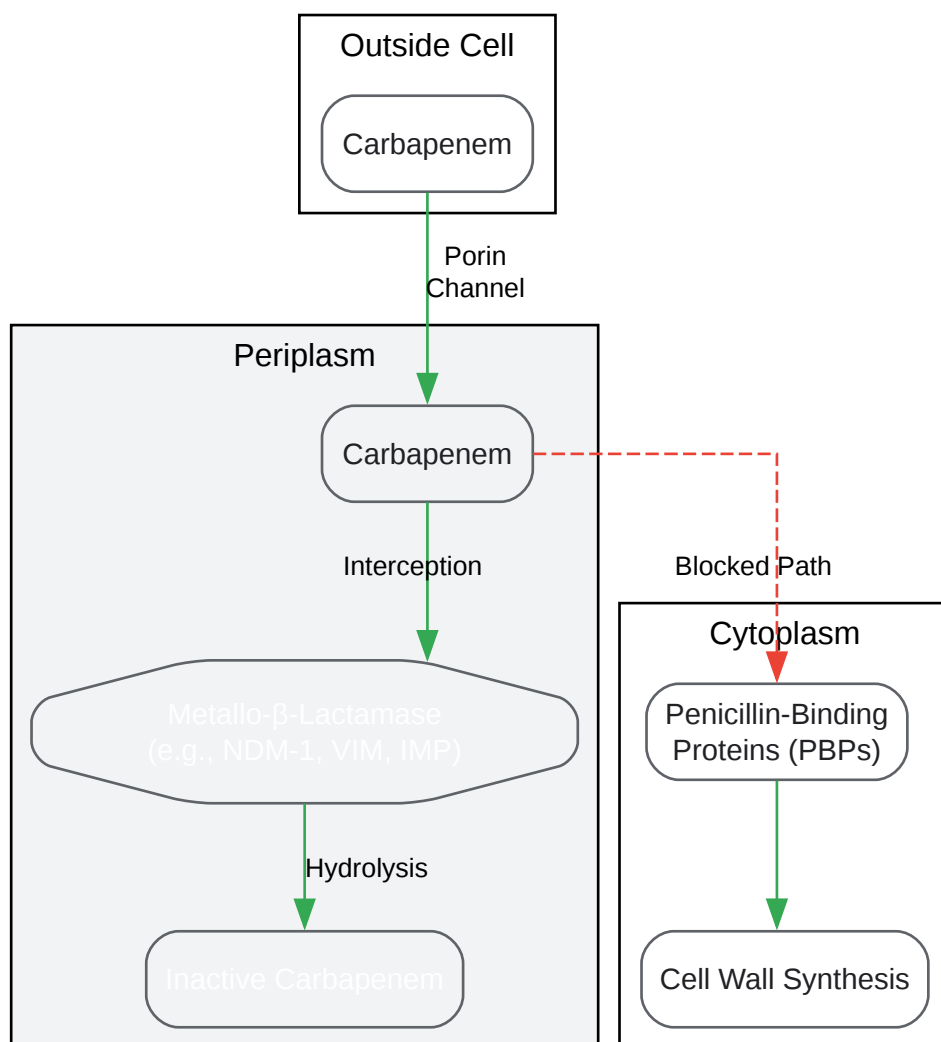 Outside Cell
Carbapenem
Porin
Channel
Periplasm
Carbapenem
Interception
Blocked Path
Cytoplasm
Metallo-β-Lactamase
(e.g., NDM-1, VIM, IMP)
Penicillin-Binding
Proteins (PBPs)
Hydrolysis
Inactive Carbapenem
Cell Wall Synthesis